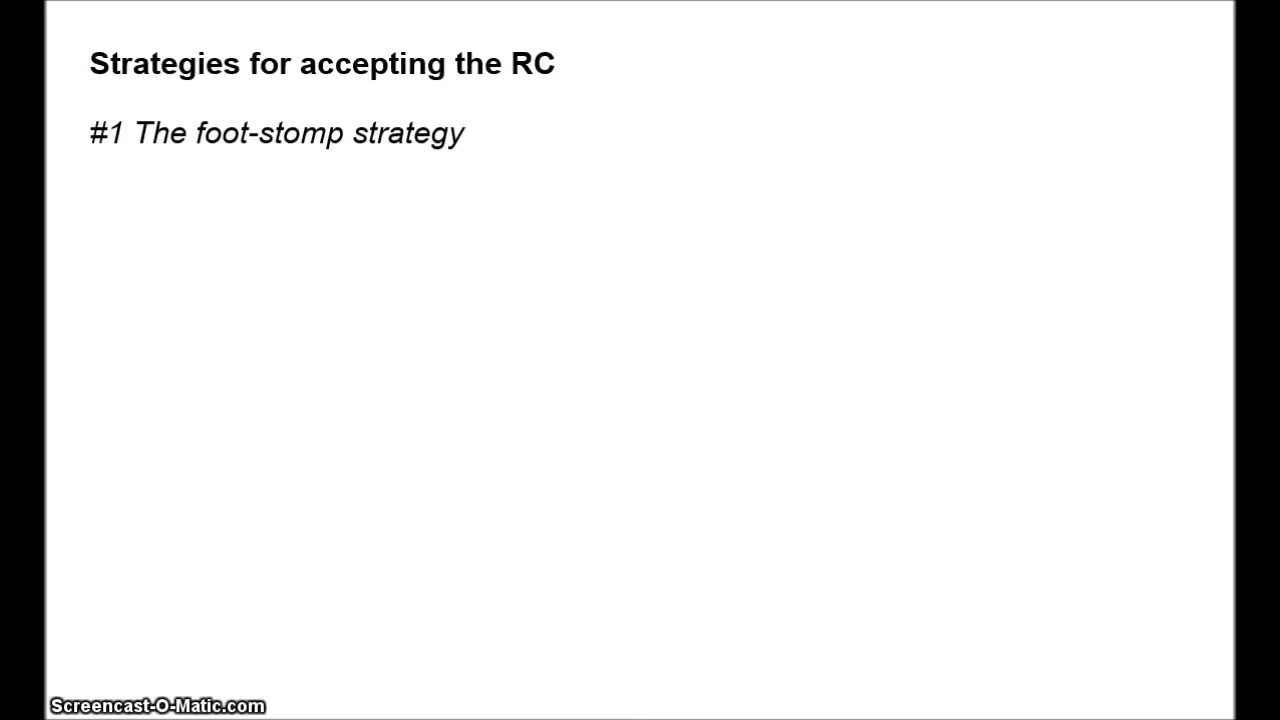 Strategies for accepting the RC
#1 The foot-stomp strategy
Screencast-O-Matic.com